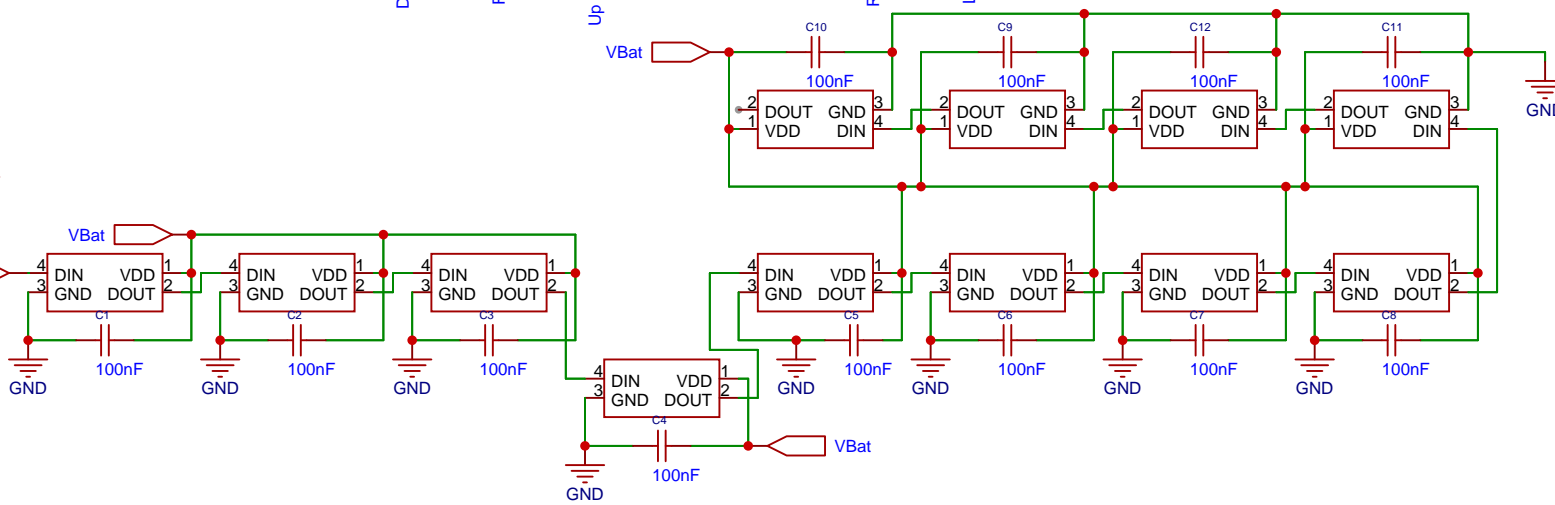 Up
VBat
C10
100nF
C9
100nF
C12
100nF
C11
100nF
GND
2 DOUT GND 3
1 VDD DIN 4
2 DOUT GND 3
1 VDD DIN 4
2 DOUT GND 3
1 VDD DIN 4
2 DOUT GND 3
1 VDD DIN 4
VBat
4 DIN VDD 1
3 GND DOUT 2
C1
100nF
GND
4 DIN VDD 1
3 GND DOUT 2
C2
100nF
GND
4 DIN VDD 1
3 GND DOUT 2
C3
100nF
GND
4 DIN VDD 1
3 GND DOUT 2
C5
100nF
GND
4 DIN VDD 1
3 GND DOUT 2
C6
100nF
GND
4 DIN VDD 1
3 GND DOUT 2
C7
100nF
GND
4 DIN VDD 1
3 GND DOUT 2
C8
100nF
GND
4 DIN VDD 1
3 GND DOUT 2
C4
100nF
GND
VBat